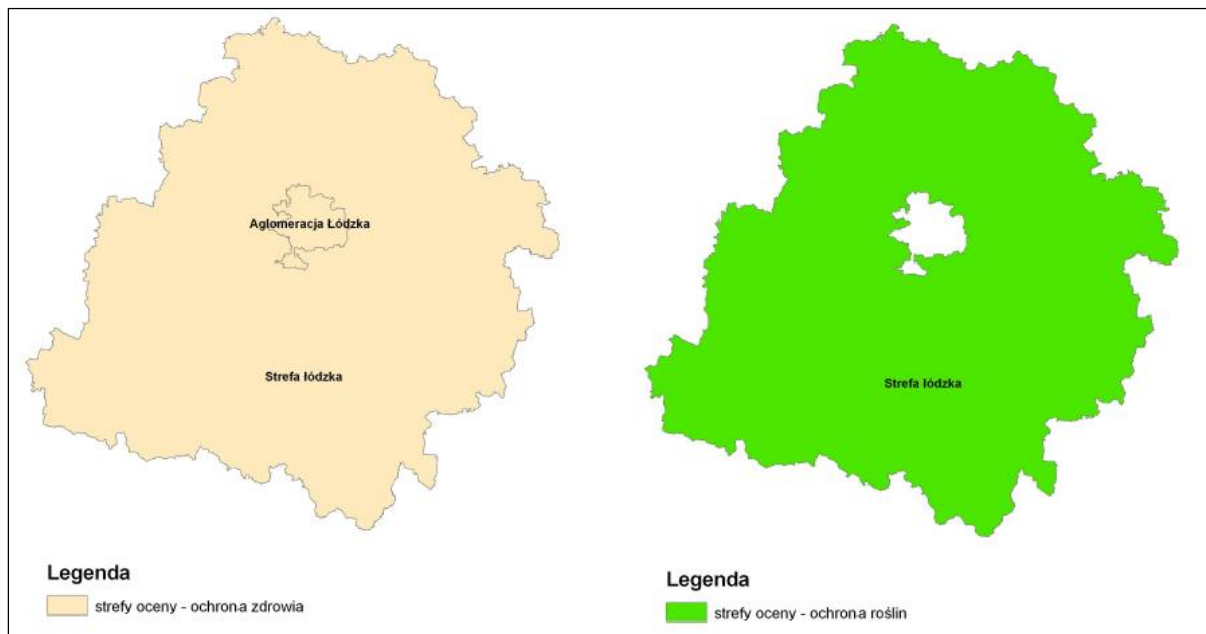 Aglomeracja Łódzka
Strefa łódzka
Legenda
strefy oceny - ochrona zdrowia
Strefa łódzka
Legenda
strefy oceny - ochrona roślin